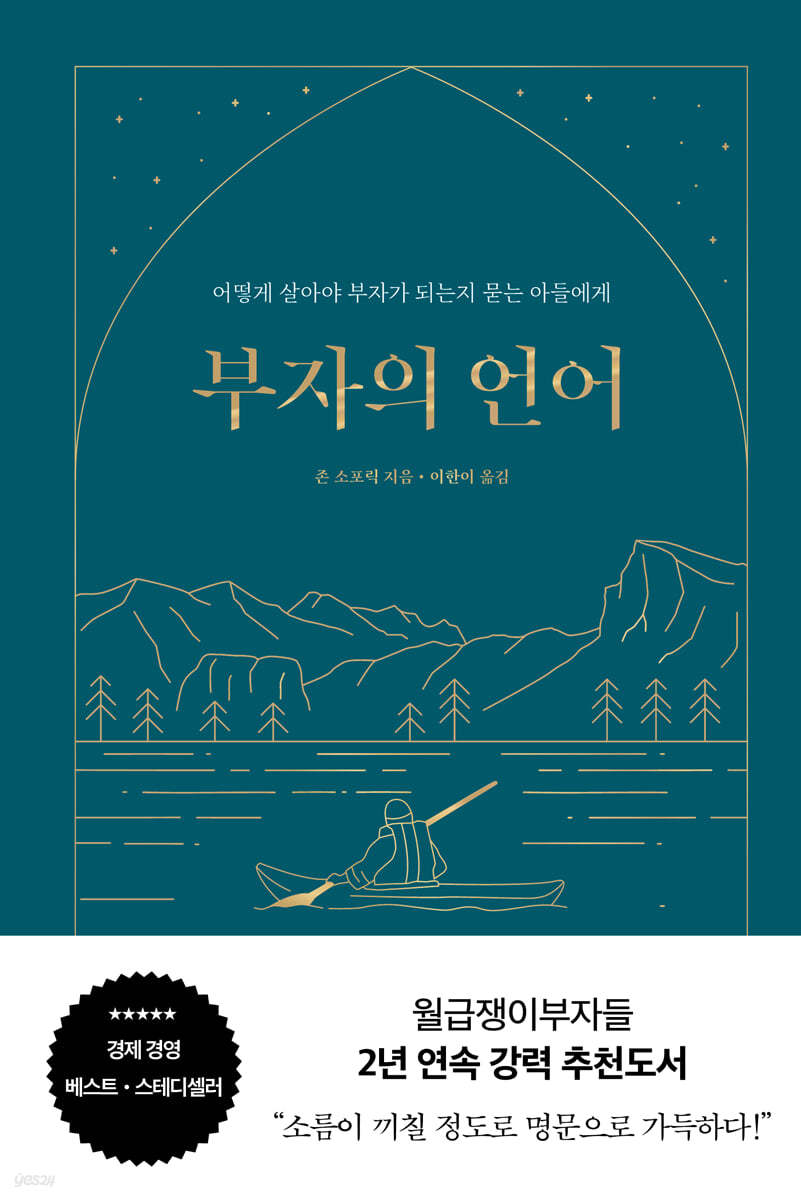 어떻게 살아야 부자가 되는지 묻는 아들에게
부자의 언어
존 소포릭 지음 • 이한이 옮김
★★★★★
경제 경영
베스트 • 스테디셀러
월급쟁이부자들
2년 연속 강력 추천도서
“소름이 끼칠 정도로 명문으로 가득하다!”
yes24